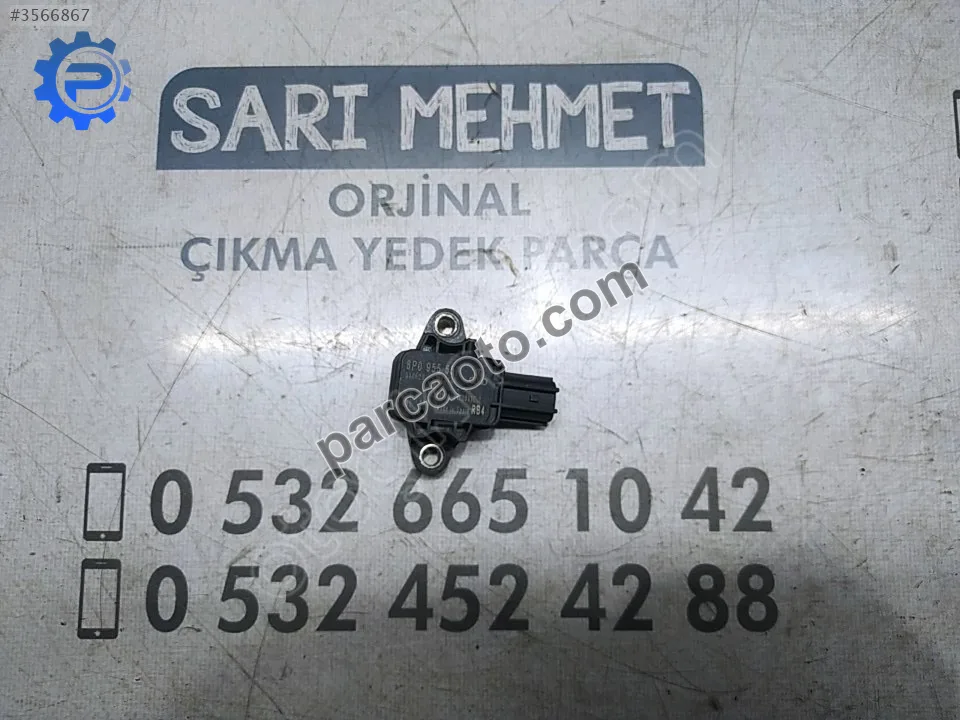 #3566867
P
SARI MEHMET
ORJİNAL
ÇIKMA YEDEK PARÇA
parcaoto.com
RB4
0 532 665 10 42
0 532 452 42 88